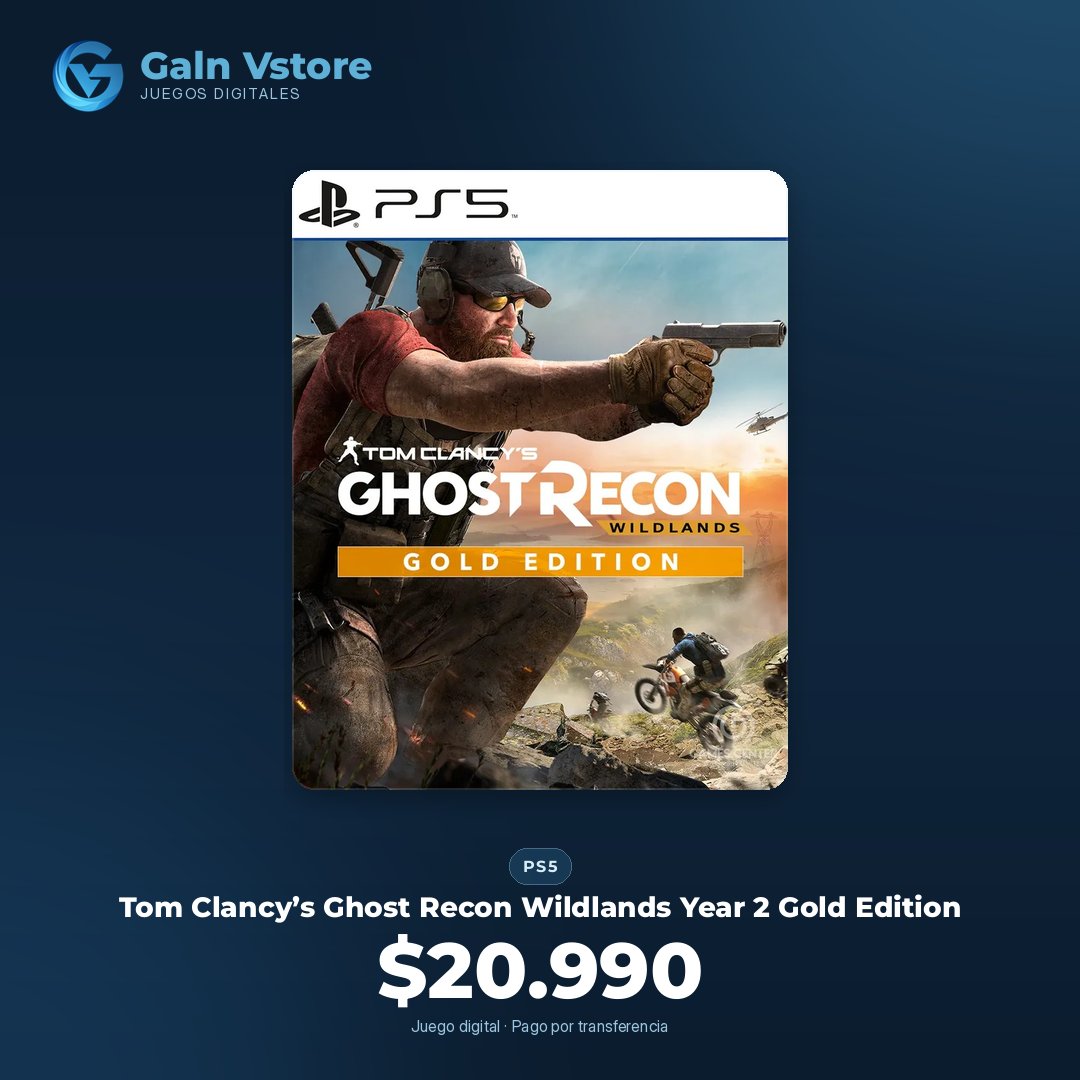 GaIn Vstore
JUEGOS DIGITALES
PS5
TOM CLANCY'S
GHOST RECON
WILDLANDS
GOLD EDITION
PS5
Tom Clancy’s Ghost Recon Wildlands Year 2 Gold Edition
$20.990
Juego digital · Pago por transferencia